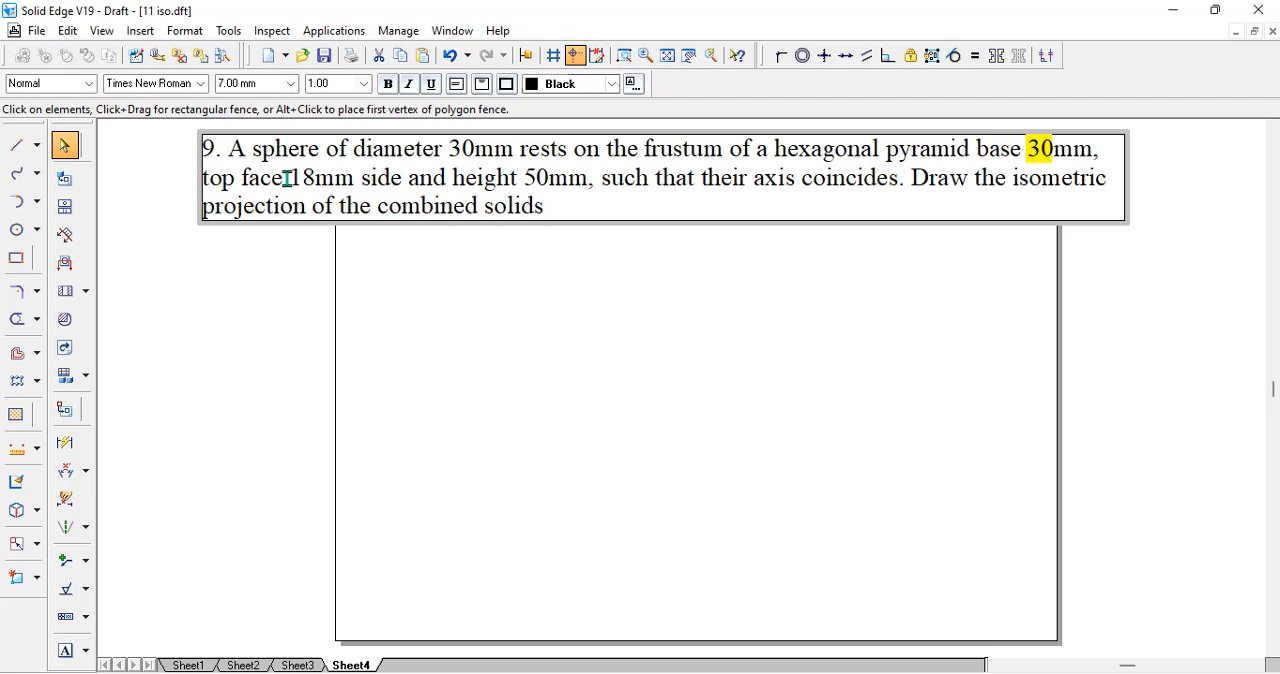 Solid Edge V19 - Draft - [11 iso.dft]
File Edit View Insert Format Tools Inspect Applications Manage Window Help
Normal Times New Roman 7.00 mm 1.00 B I U Black A...
Click on elements, Click+Drag for rectangular fence, or Alt+Click to place first vertex of polygon fence.
9. A sphere of diameter 30mm rests on the frustum of a hexagonal pyramid base 30mm,
top face 18mm side and height 50mm, such that their axis coincides. Draw the isometric
projection of the combined solids
A
Sheet1 Sheet2 Sheet3 Sheet4